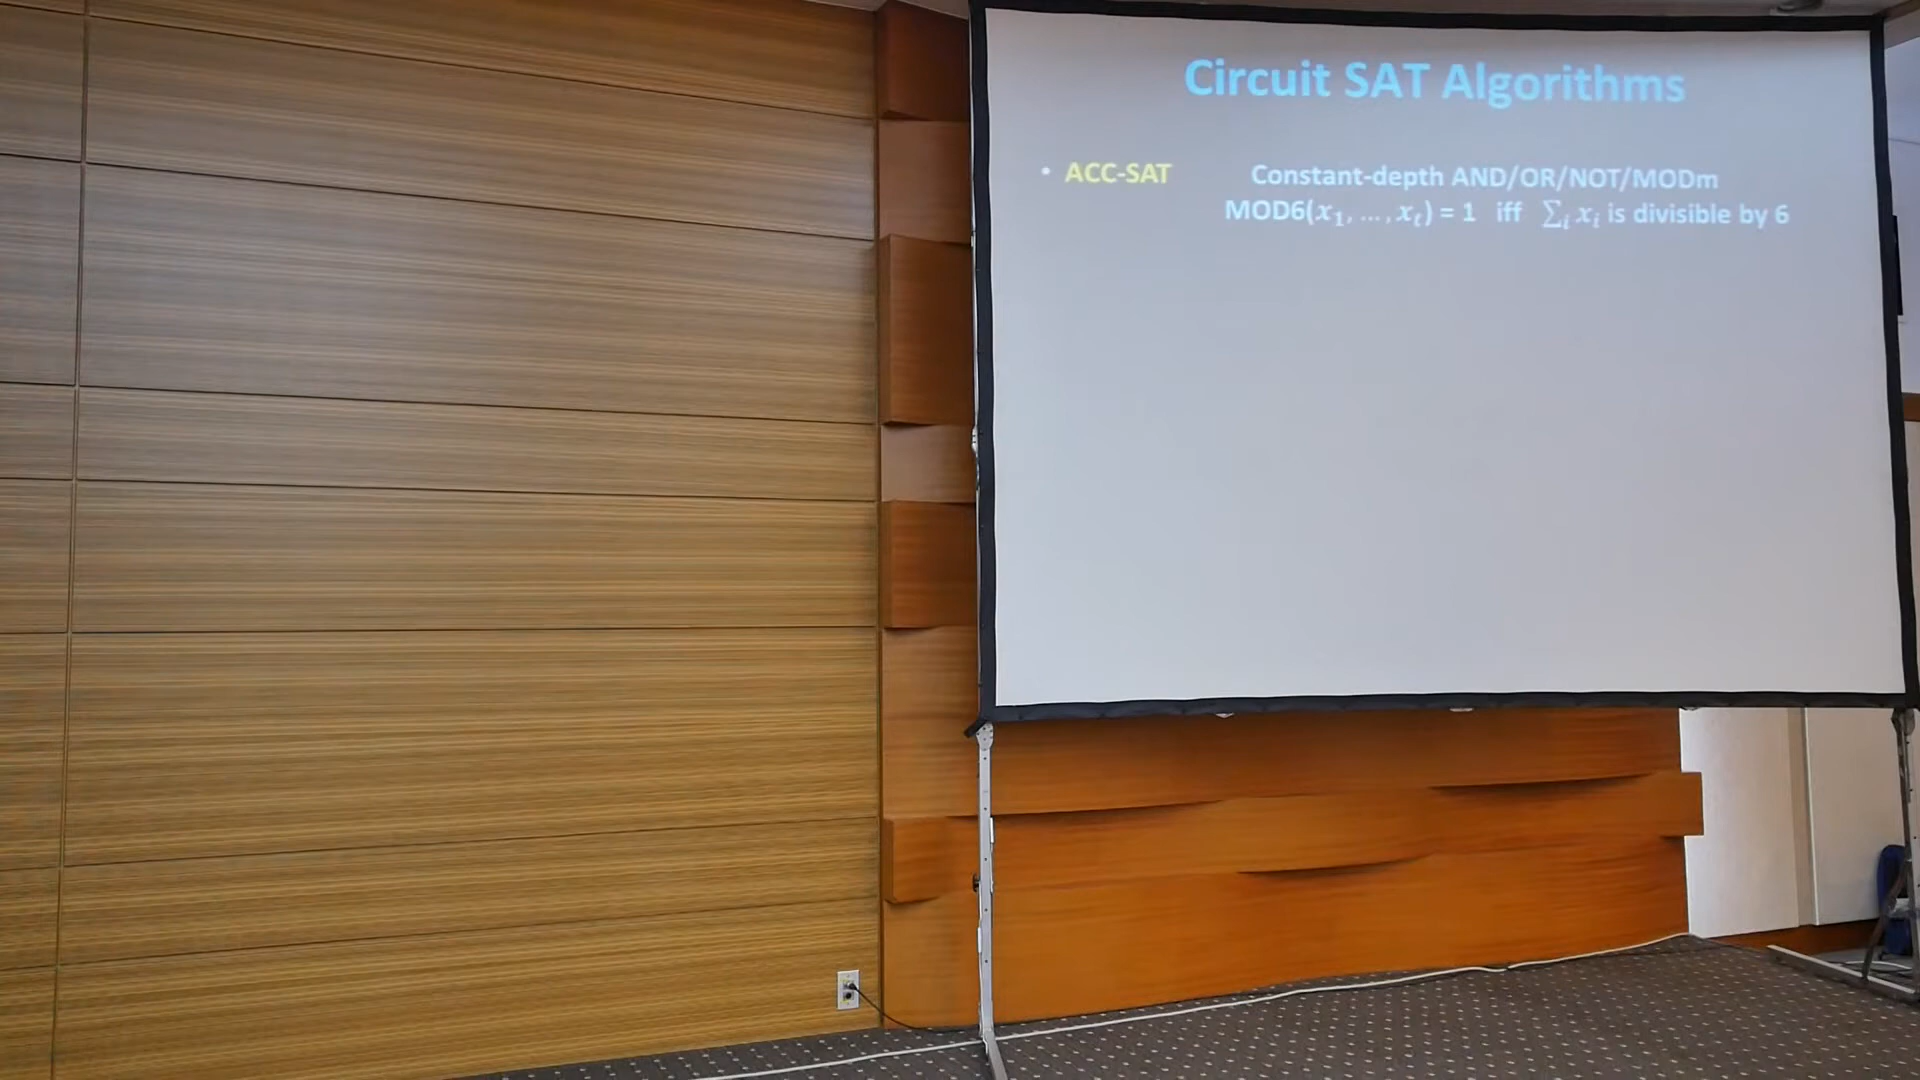 Circuit SAT Algorithms
• ACC-SAT Constant-depth AND/OR/NOT/MODm
MOD6(x₁, …, xₜ) = 1 iff ∑ᵢ xᵢ is divisible by 6